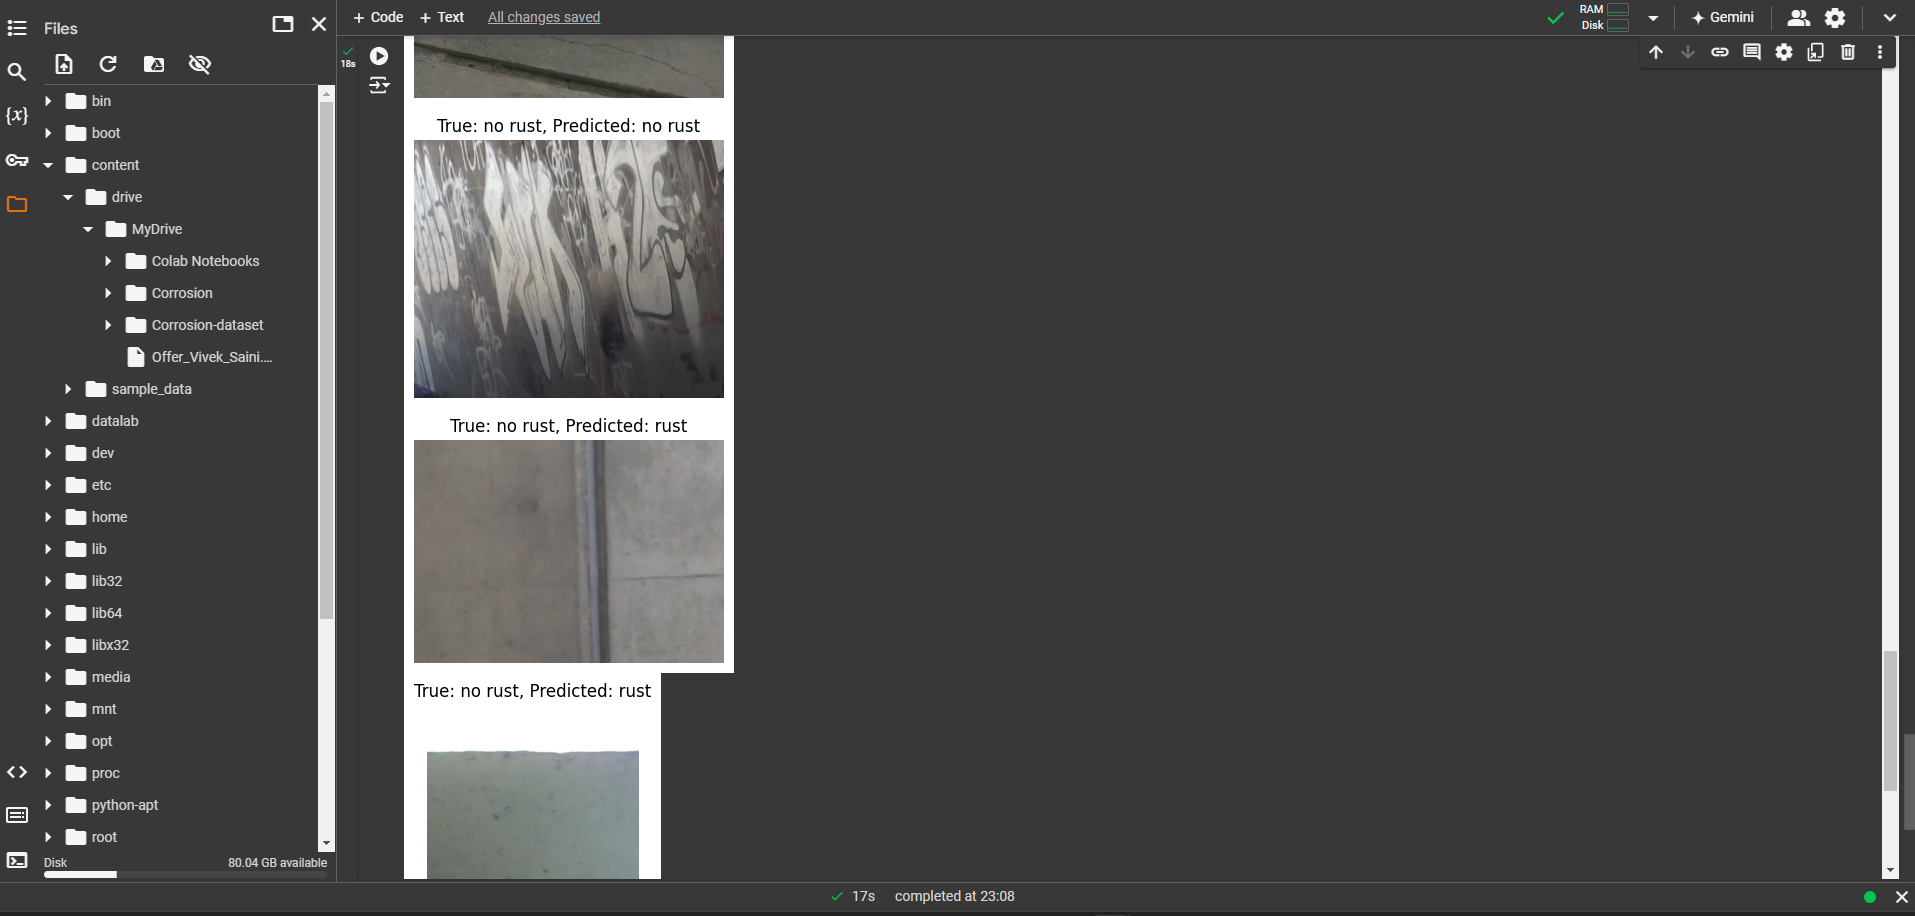 Files
bin
boot
content
drive
MyDrive
Colab Notebooks
Corrosion
Corrosion-dataset
Offer_Vivek_Saini....
sample_data
datalab
dev
etc
home
lib
lib32
lib64
libx32
media
mnt
opt
proc
python-apt
root
Disk 80.04 GB available
+ Code + Text All changes saved
RAM
Disk
Gemini
{x}
18s
True: no rust, Predicted: no rust
True: no rust, Predicted: rust
True: no rust, Predicted: rust
17s completed at 23:08